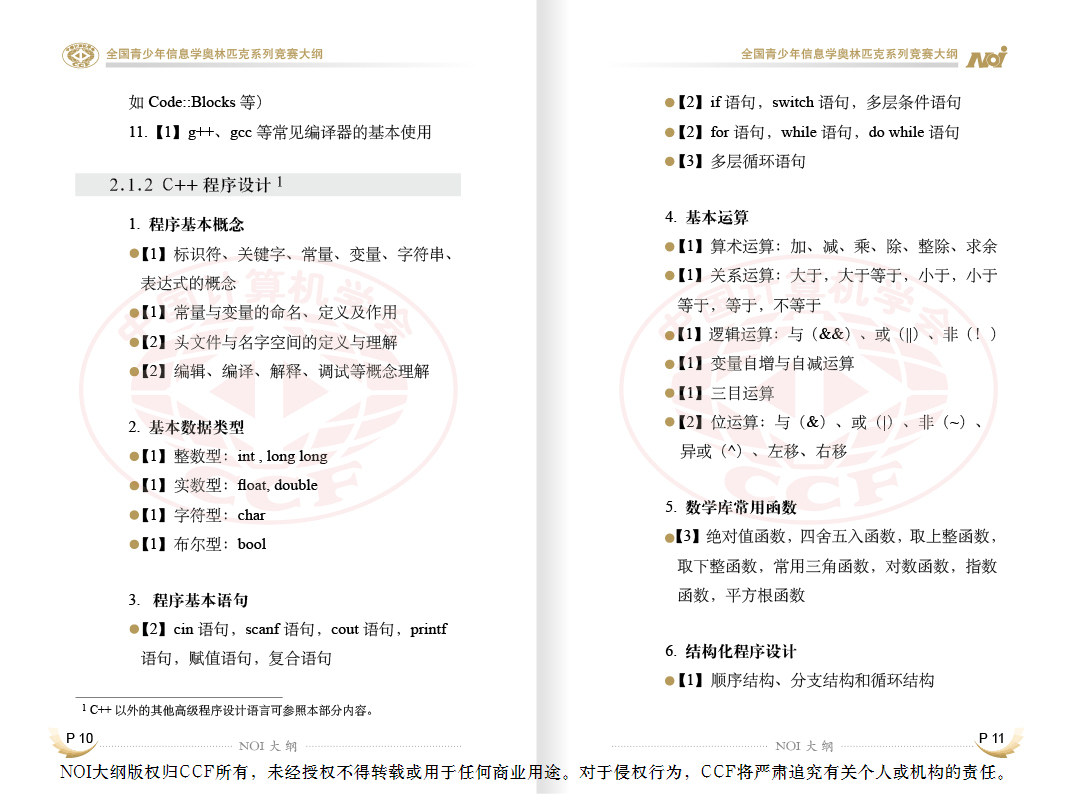 全国青少年信息学奥林匹克系列竞赛大纲
如 Code::Blocks 等）
11.【1】g++、gcc 等常见编译器的基本使用
2.1.2 C++ 程序设计 1
1. 程序基本概念
●【1】标识符、关键字、常量、变量、字符串、
表达式的概念
●【1】常量与变量的命名、定义及作用
●【2】头文件与名字空间的定义与理解
●【2】编辑、编译、解释、调试等概念理解
2. 基本数据类型
●【1】整数型：int , long long
●【1】实数型：float, double
●【1】字符型：char
●【1】布尔型：bool
3. 程序基本语句
●【2】cin 语句，scanf 语句，cout 语句，printf
语句，赋值语句，复合语句
1 C++ 以外的其他高级程序设计语言可参照本部分内容。
P 10
NOI 大 纲
全国青少年信息学奥林匹克系列竞赛大纲
NOI
●【2】if 语句，switch 语句，多层条件语句
●【2】for 语句，while 语句，do while 语句
●【3】多层循环语句
4. 基本运算
●【1】算术运算：加、减、乘、除、整除、求余
●【1】关系运算：大于，大于等于，小于，小于
等于，等于，不等于
●【1】逻辑运算：与（&&）、或（||）、非（！）
●【1】变量自增与自减运算
●【1】三目运算
●【2】位运算：与（&）、或（|）、非（~）、
异或（^）、左移、右移
5. 数学库常用函数
●【3】绝对值函数，四舍五入函数，取上整函数，
取下整函数，常用三角函数，对数函数，指数
函数，平方根函数
6. 结构化程序设计
●【1】顺序结构、分支结构和循环结构
NOI 大 纲
P 11
中国计算机学会
CCF
中国计算机学会
CCF
NOI大纲版权归CCF所有，未经授权不得转载或用于任何商业用途。对于侵权行为，CCF将严肃追究有关个人或机构的责任。